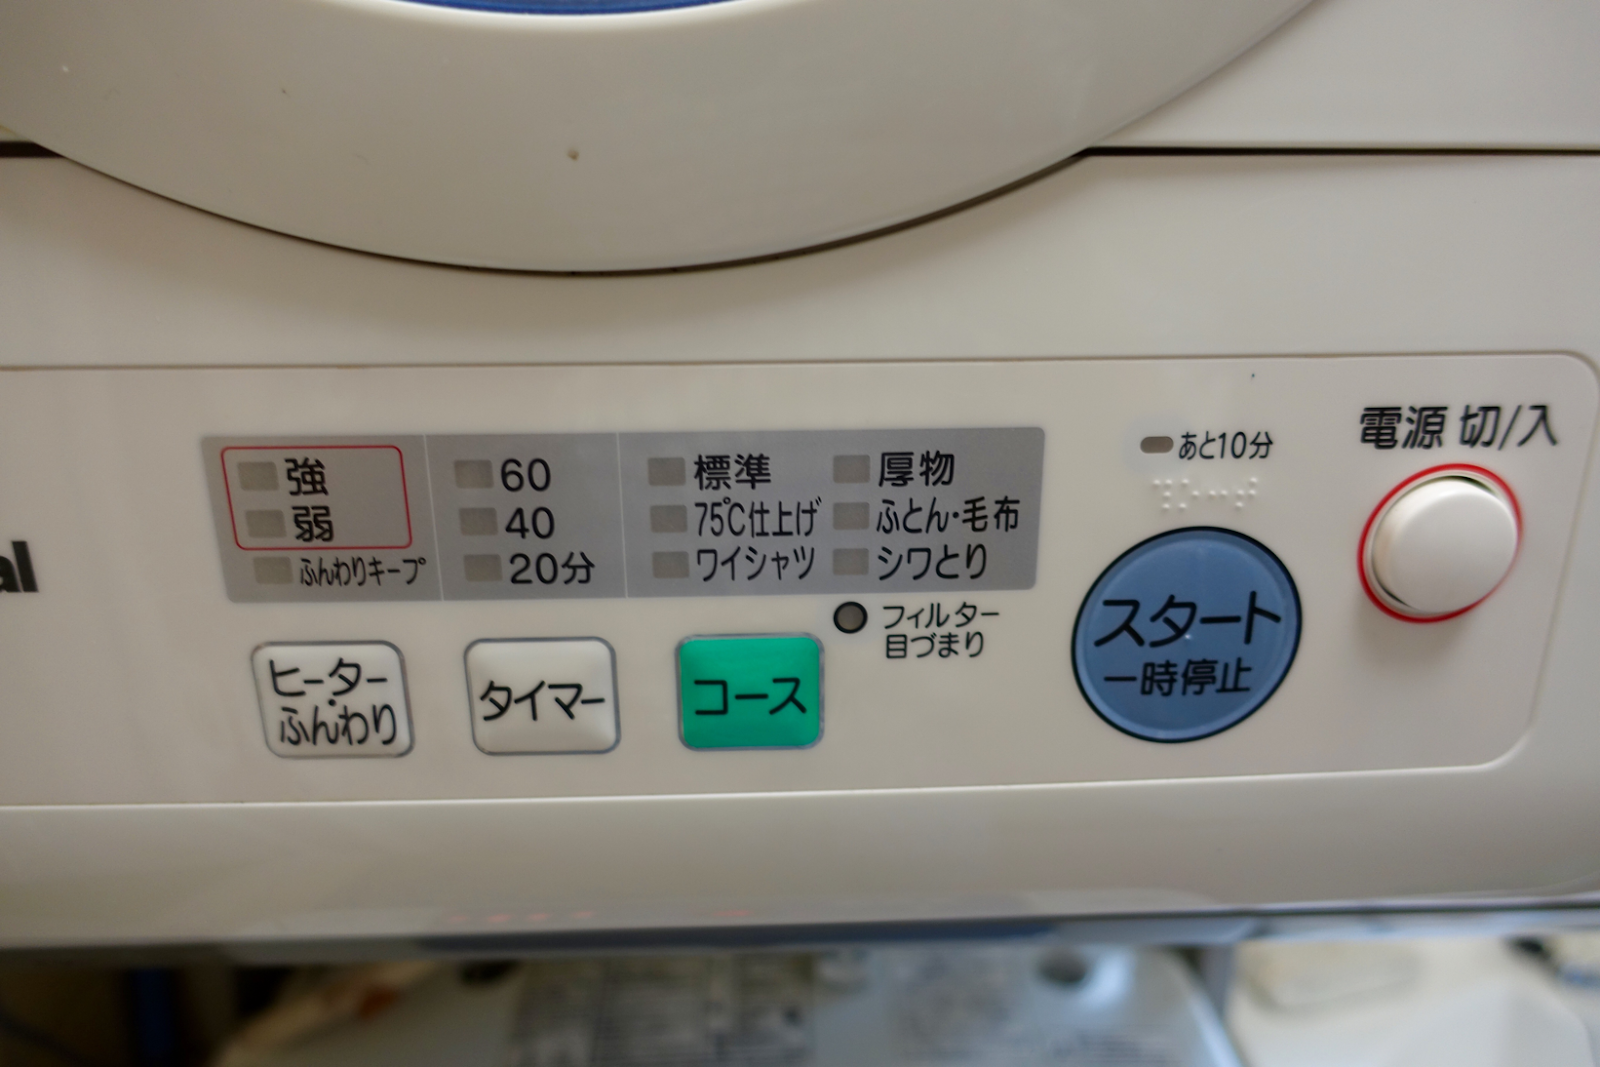 電源 切/入
あと10分
強
弱
ふんわりキープ
60
40
20分
標準
75℃仕上げ
ワイシャツ
厚物
ふとん・毛布
シワとり
フィルター
目づまり
ヒーター・
ふんわり
タイマー
コース
スタート
一時停止
al